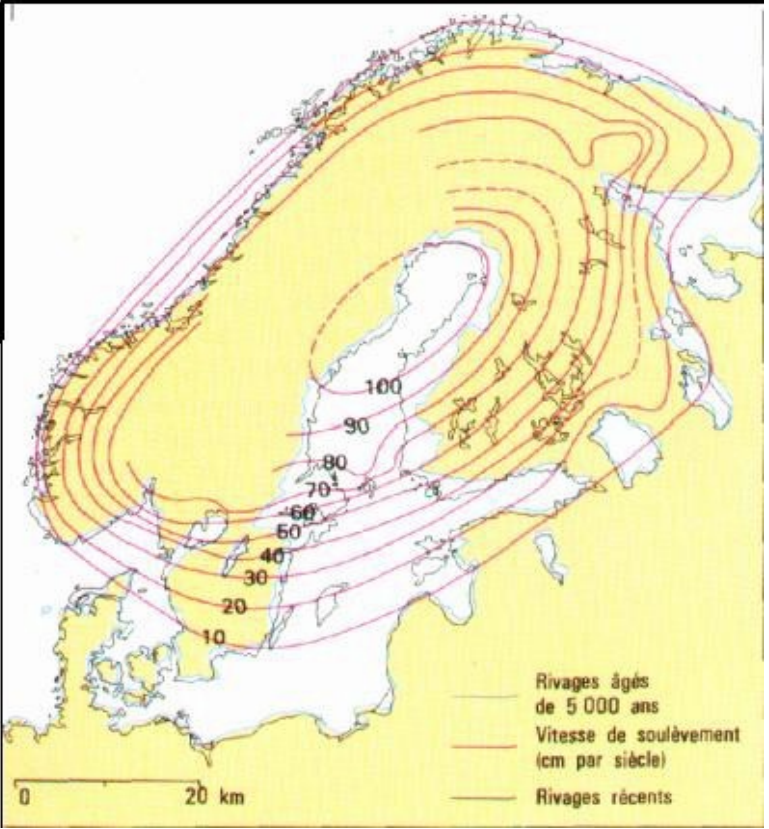 100
90
80
70
60
50
40
30
20
10
Rivages âgés
de 5 000 ans
Vitesse de soulèvement
(cm par siècle)
Rivages récents
0 20 km